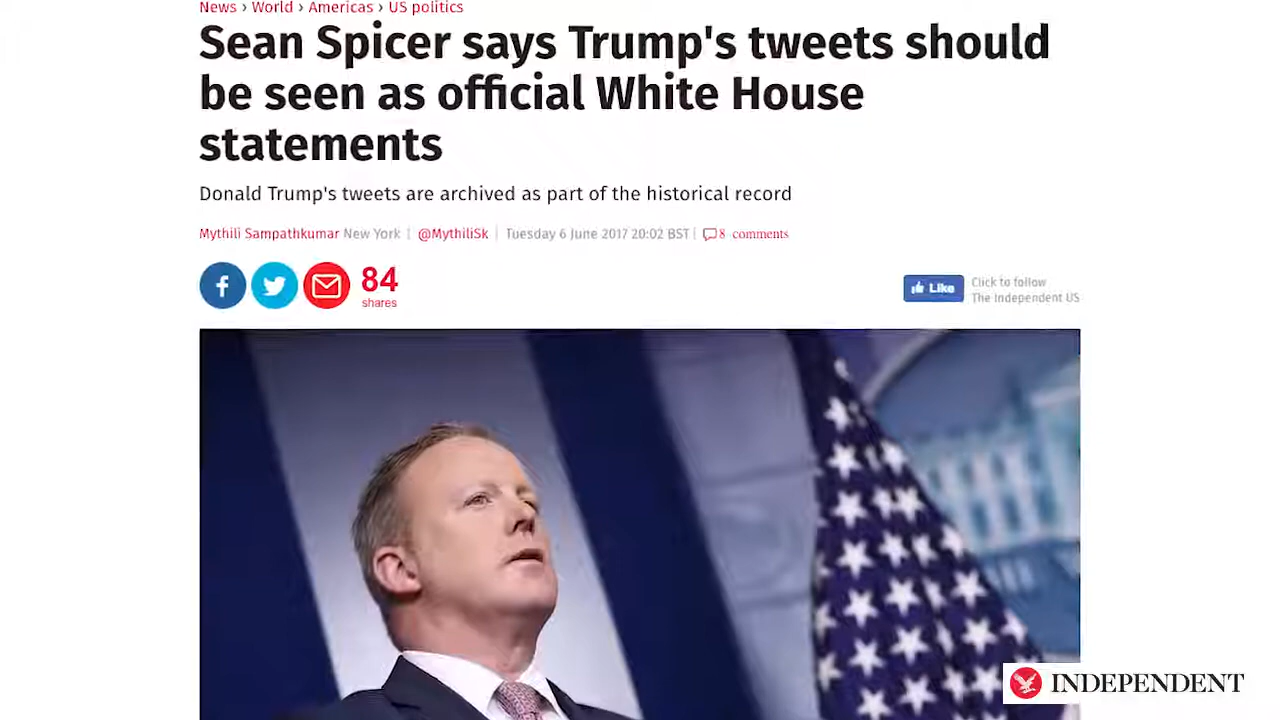 News › World › Americas › US politics
Sean Spicer says Trump's tweets should
be seen as official White House
statements
Donald Trump's tweets are archived as part of the historical record
Mythili Sampathkumar New York | @MythiliSk | Tuesday 6 June 2017 20:02 BST | 8 comments
84
shares
Like
Click to follow
The Independent US
INDEPENDENT